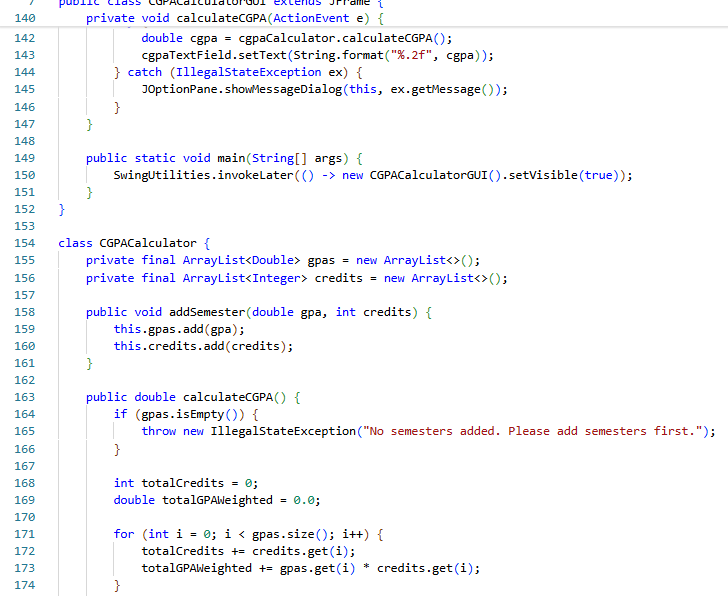 7 public class CGPACalculatorGUI extends JFrame {
140 private void calculateCGPA(ActionEvent e) {
142 double cgpa = cgpaCalculator.calculateCGPA();
143 cgpaTextField.setText(String.format("%.2f", cgpa));
144 } catch (IllegalStateException ex) {
145 JOptionPane.showMessageDialog(this, ex.getMessage());
146 }
147 }
148
149 public static void main(String[] args) {
150 SwingUtilities.invokeLater(() -> new CGPACalculatorGUI().setVisible(true));
151 }
152 }
153
154 class CGPACalculator {
155 private final ArrayList<Double> gpas = new ArrayList<>();
156 private final ArrayList<Integer> credits = new ArrayList<>();
157
158 public void addSemester(double gpa, int credits) {
159 this.gpas.add(gpa);
160 this.credits.add(credits);
161 }
162
163 public double calculateCGPA() {
164 if (gpas.isEmpty()) {
165 throw new IllegalStateException("No semesters added. Please add semesters first.");
166 }
167
168 int totalCredits = 0;
169 double totalGPAWeighted = 0.0;
170
171 for (int i = 0; i < gpas.size(); i++) {
172 totalCredits += credits.get(i);
173 totalGPAWeighted += gpas.get(i) * credits.get(i);
174 }